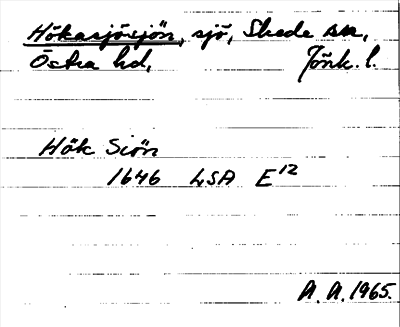 Hökasjösjön, sjö, Skede sn,
Östra hd, Jönk. l.
Hök Siön
1646 LSA E12
A. A. 1965.